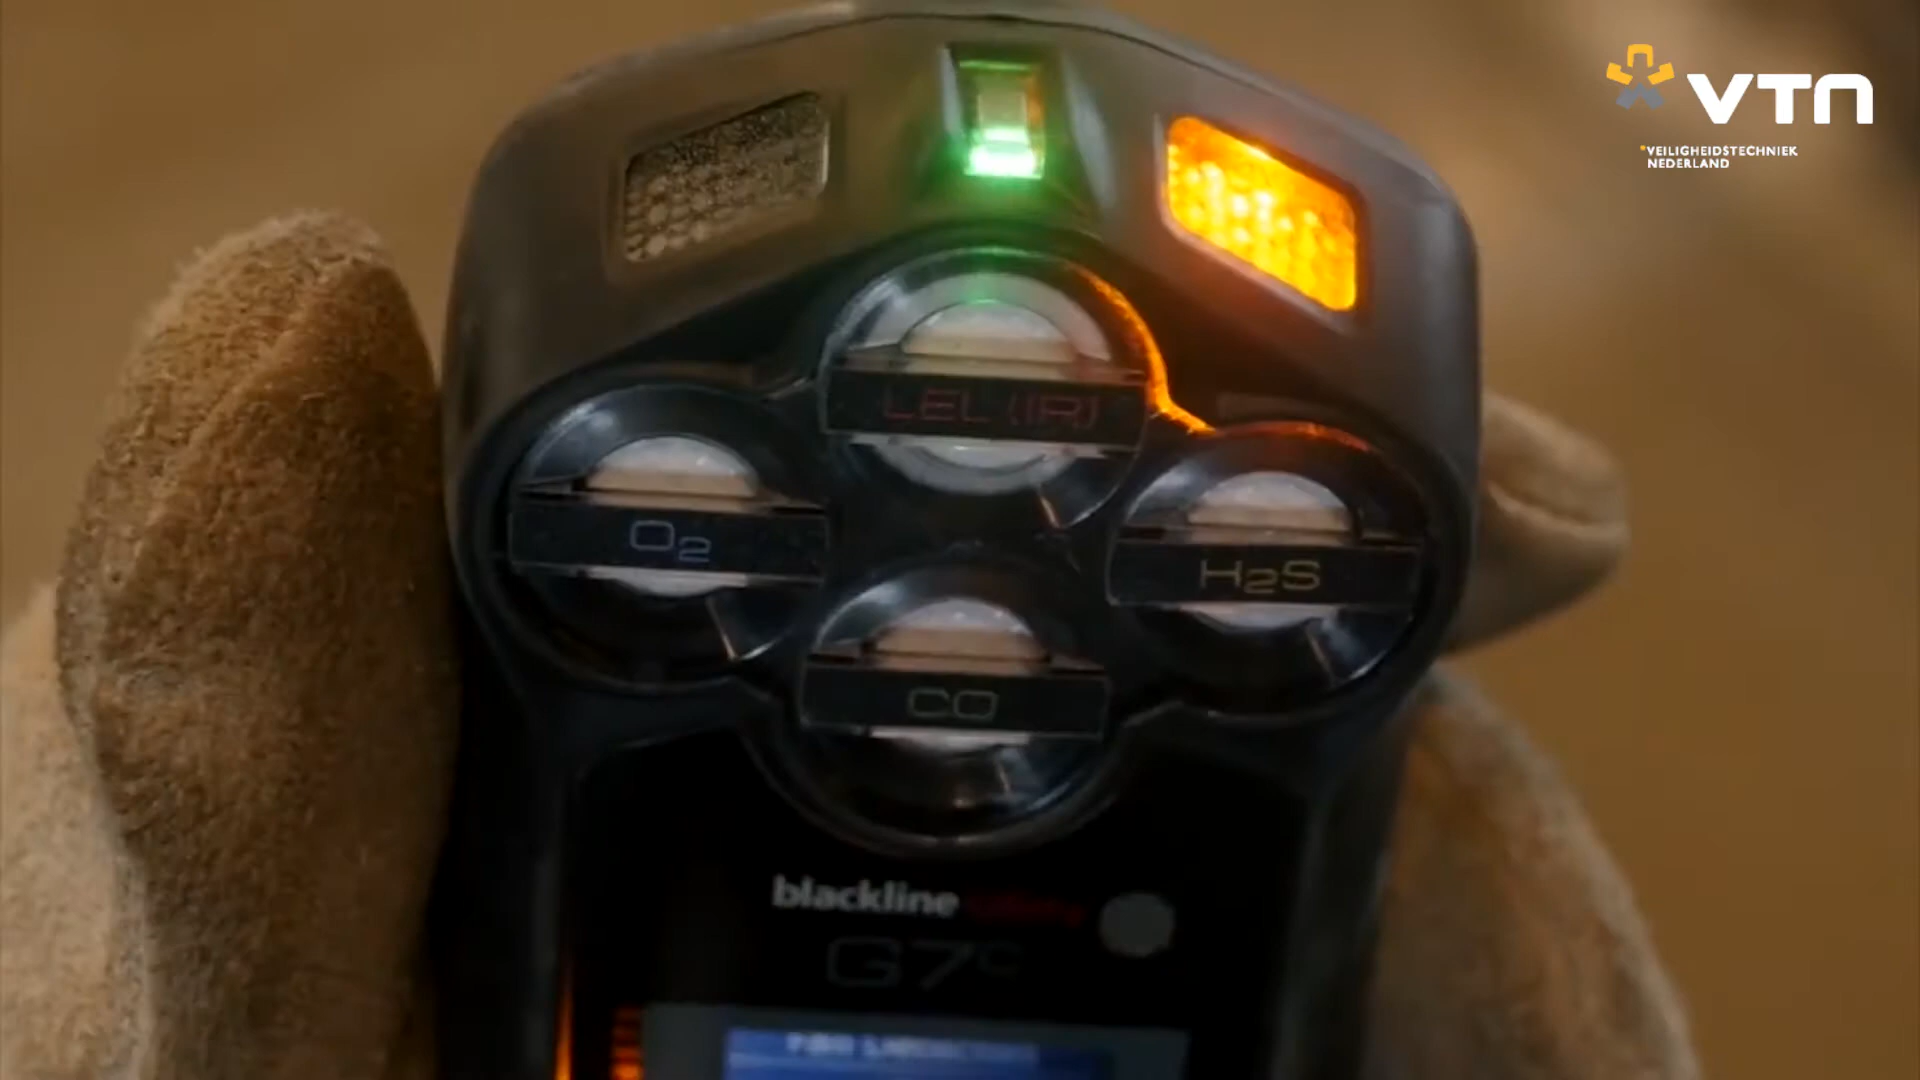 VTN
VEILIGHEIDSTECHNIEK
NEDERLAND
LEL (IR)
O2
H2S
CO
blackline
G7c